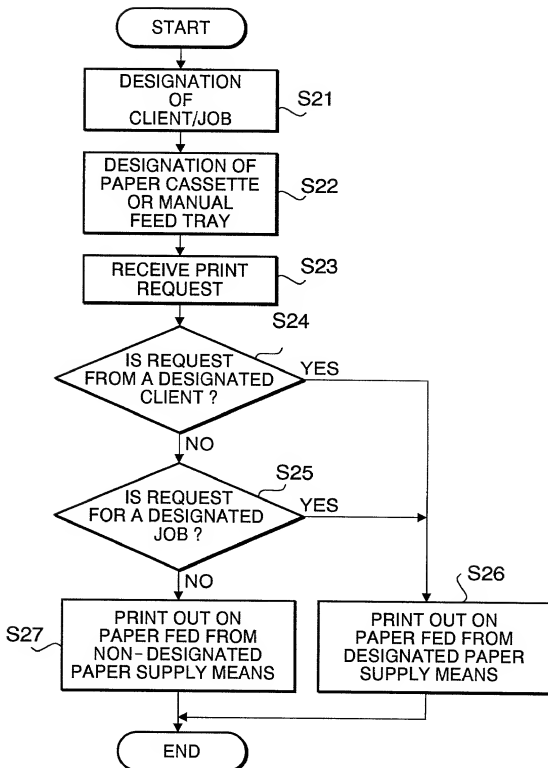 START
DESIGNATION
OF
CLIENT/JOB
S21
DESIGNATION OF
PAPER CASSETTE
OR MANUAL
FEED TRAY
S22
RECEIVE PRINT
REQUEST
S23
S24
IS REQUEST
FROM A DESIGNATED
CLIENT ?
YES
NO
S25
IS REQUEST
FOR A DESIGNATED
JOB ?
YES
NO
S26
S27
PRINT OUT ON
PAPER FED FROM
NON-DESIGNATED
PAPER SUPPLY MEANS
PRINT OUT ON
PAPER FED FROM
DESIGNATED PAPER
SUPPLY MEANS
END